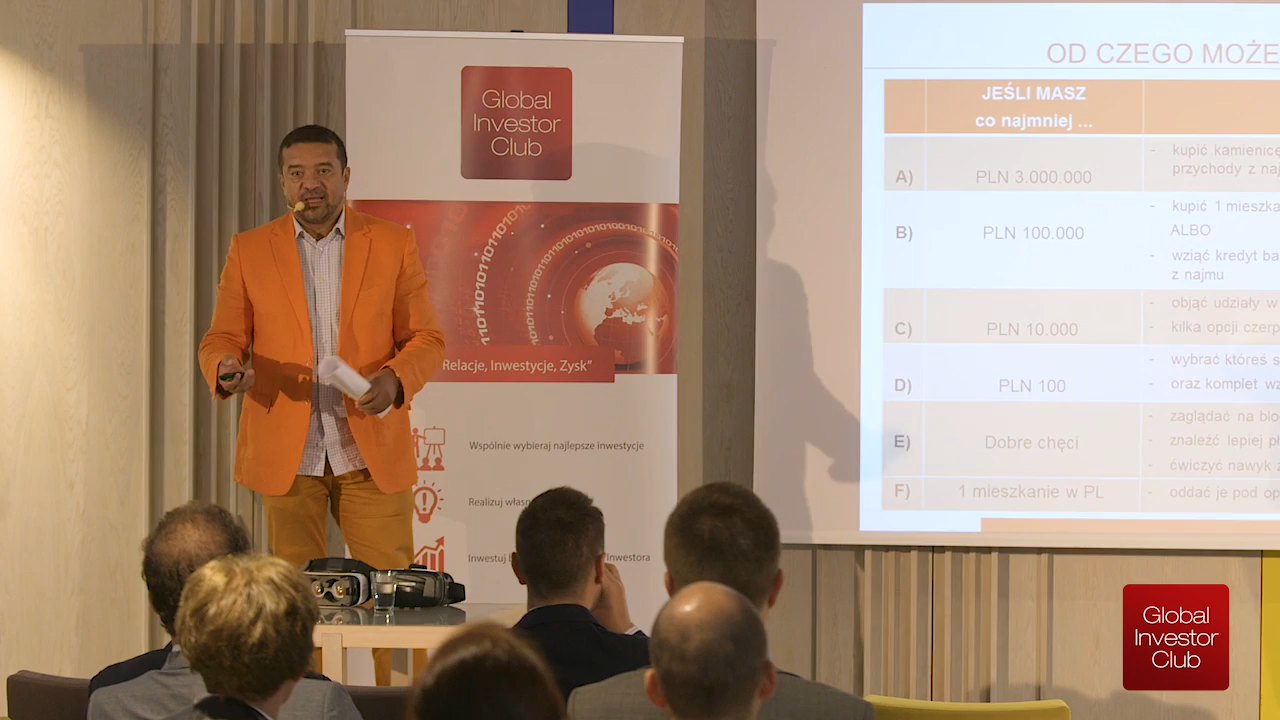 Global
Investor
Club
Relacje, Inwestycje, Zysk”
Wspólnie wybieraj najlepsze inwestycje
Realizuj
Inwestuj
Inwestora
OD CZEGO MOŻE
JEŚLI MASZ
co najmniej ...
A) PLN 3.000.000
- kupić kamienicę
przychody z
B) PLN 100.000
- kupić 1
ALBO
- wziąć kredyt
z najmu
C) PLN 10.000
- objąć udziały w
- kilka opcji
D) PLN 100
- wybrać któreś
- oraz komplet
E) Dobre chęci
- zaglądać na
- znaleźć lepiej
- ćwiczyć nawyk
F) 1 mieszkanie w PL
- oddać je pod
Global
Investor
Club